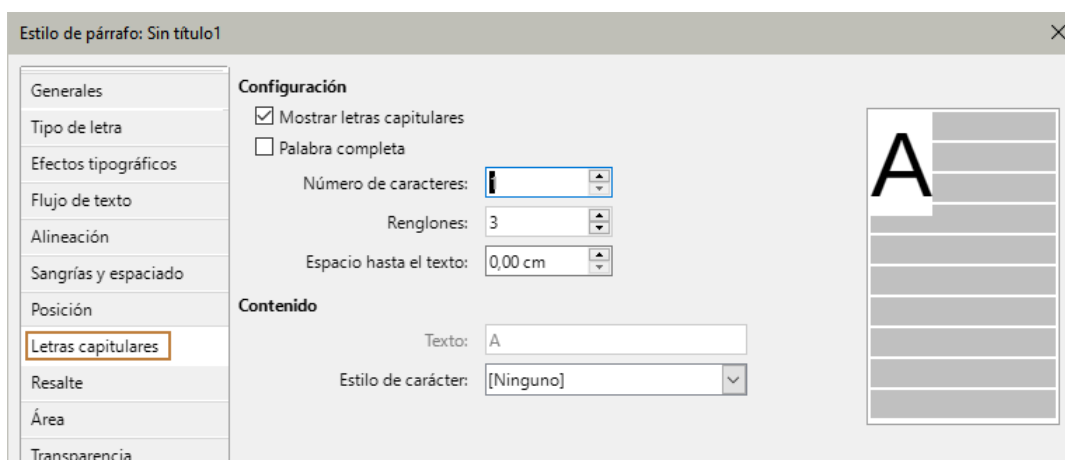 Estilo de párrafo: Sin título1
Generales
Tipo de letra
Efectos tipográficos
Flujo de texto
Alineación
Sangrías y espaciado
Posición
Letras capitulares
Resalte
Área
Transparencia
Configuración
Mostrar letras capitulares
Palabra completa
Número de caracteres: 1
Renglones: 3
Espacio hasta el texto: 0,00 cm
Contenido
Texto: A
Estilo de carácter: [Ninguno]
A